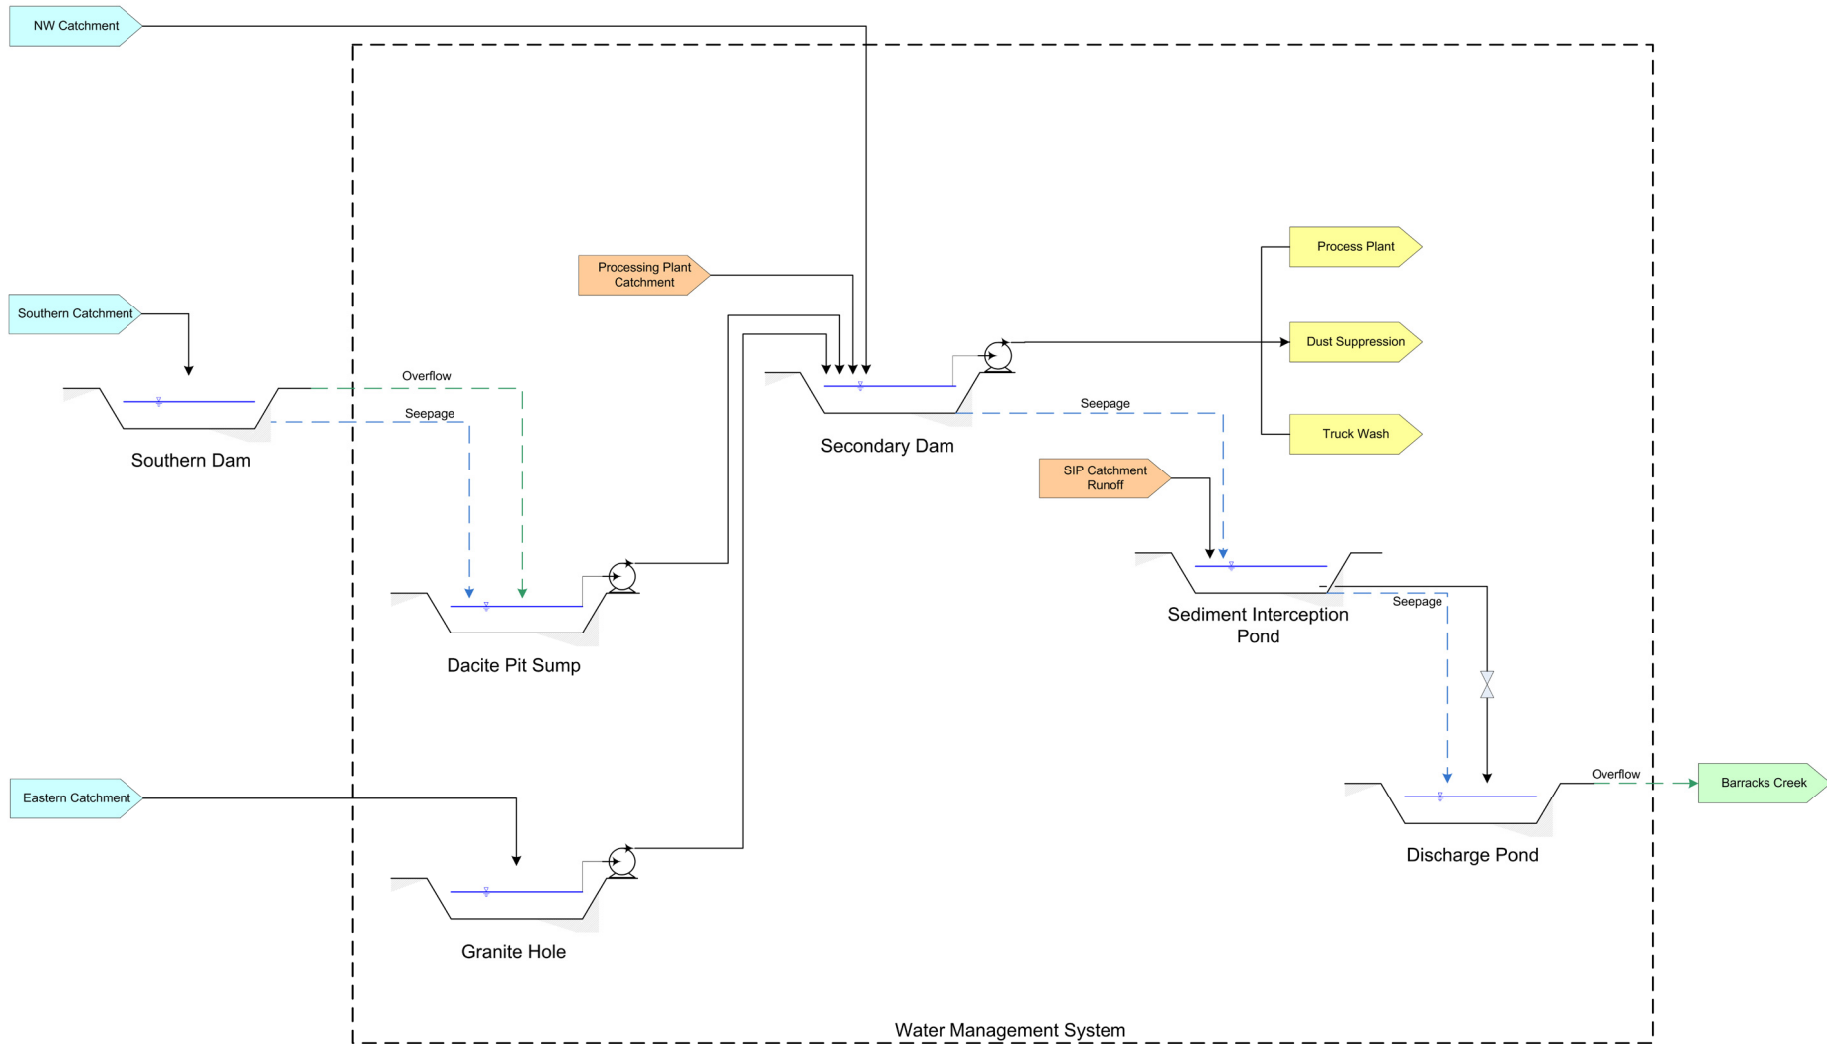 NW Catchment
Process Plant
Processing Plant
Catchment
Southern Catchment
Dust Suppression
Overflow
Seepage
Seepage
Truck Wash
Secondary Dam
Southern Dam
SIP Catchment
Runoff
Seepage
Sediment Interception
Pond
Dacite Pit Sump
Overflow
Barracks Creek
Eastern Catchment
Discharge Pond
Granite Hole
Water Management System